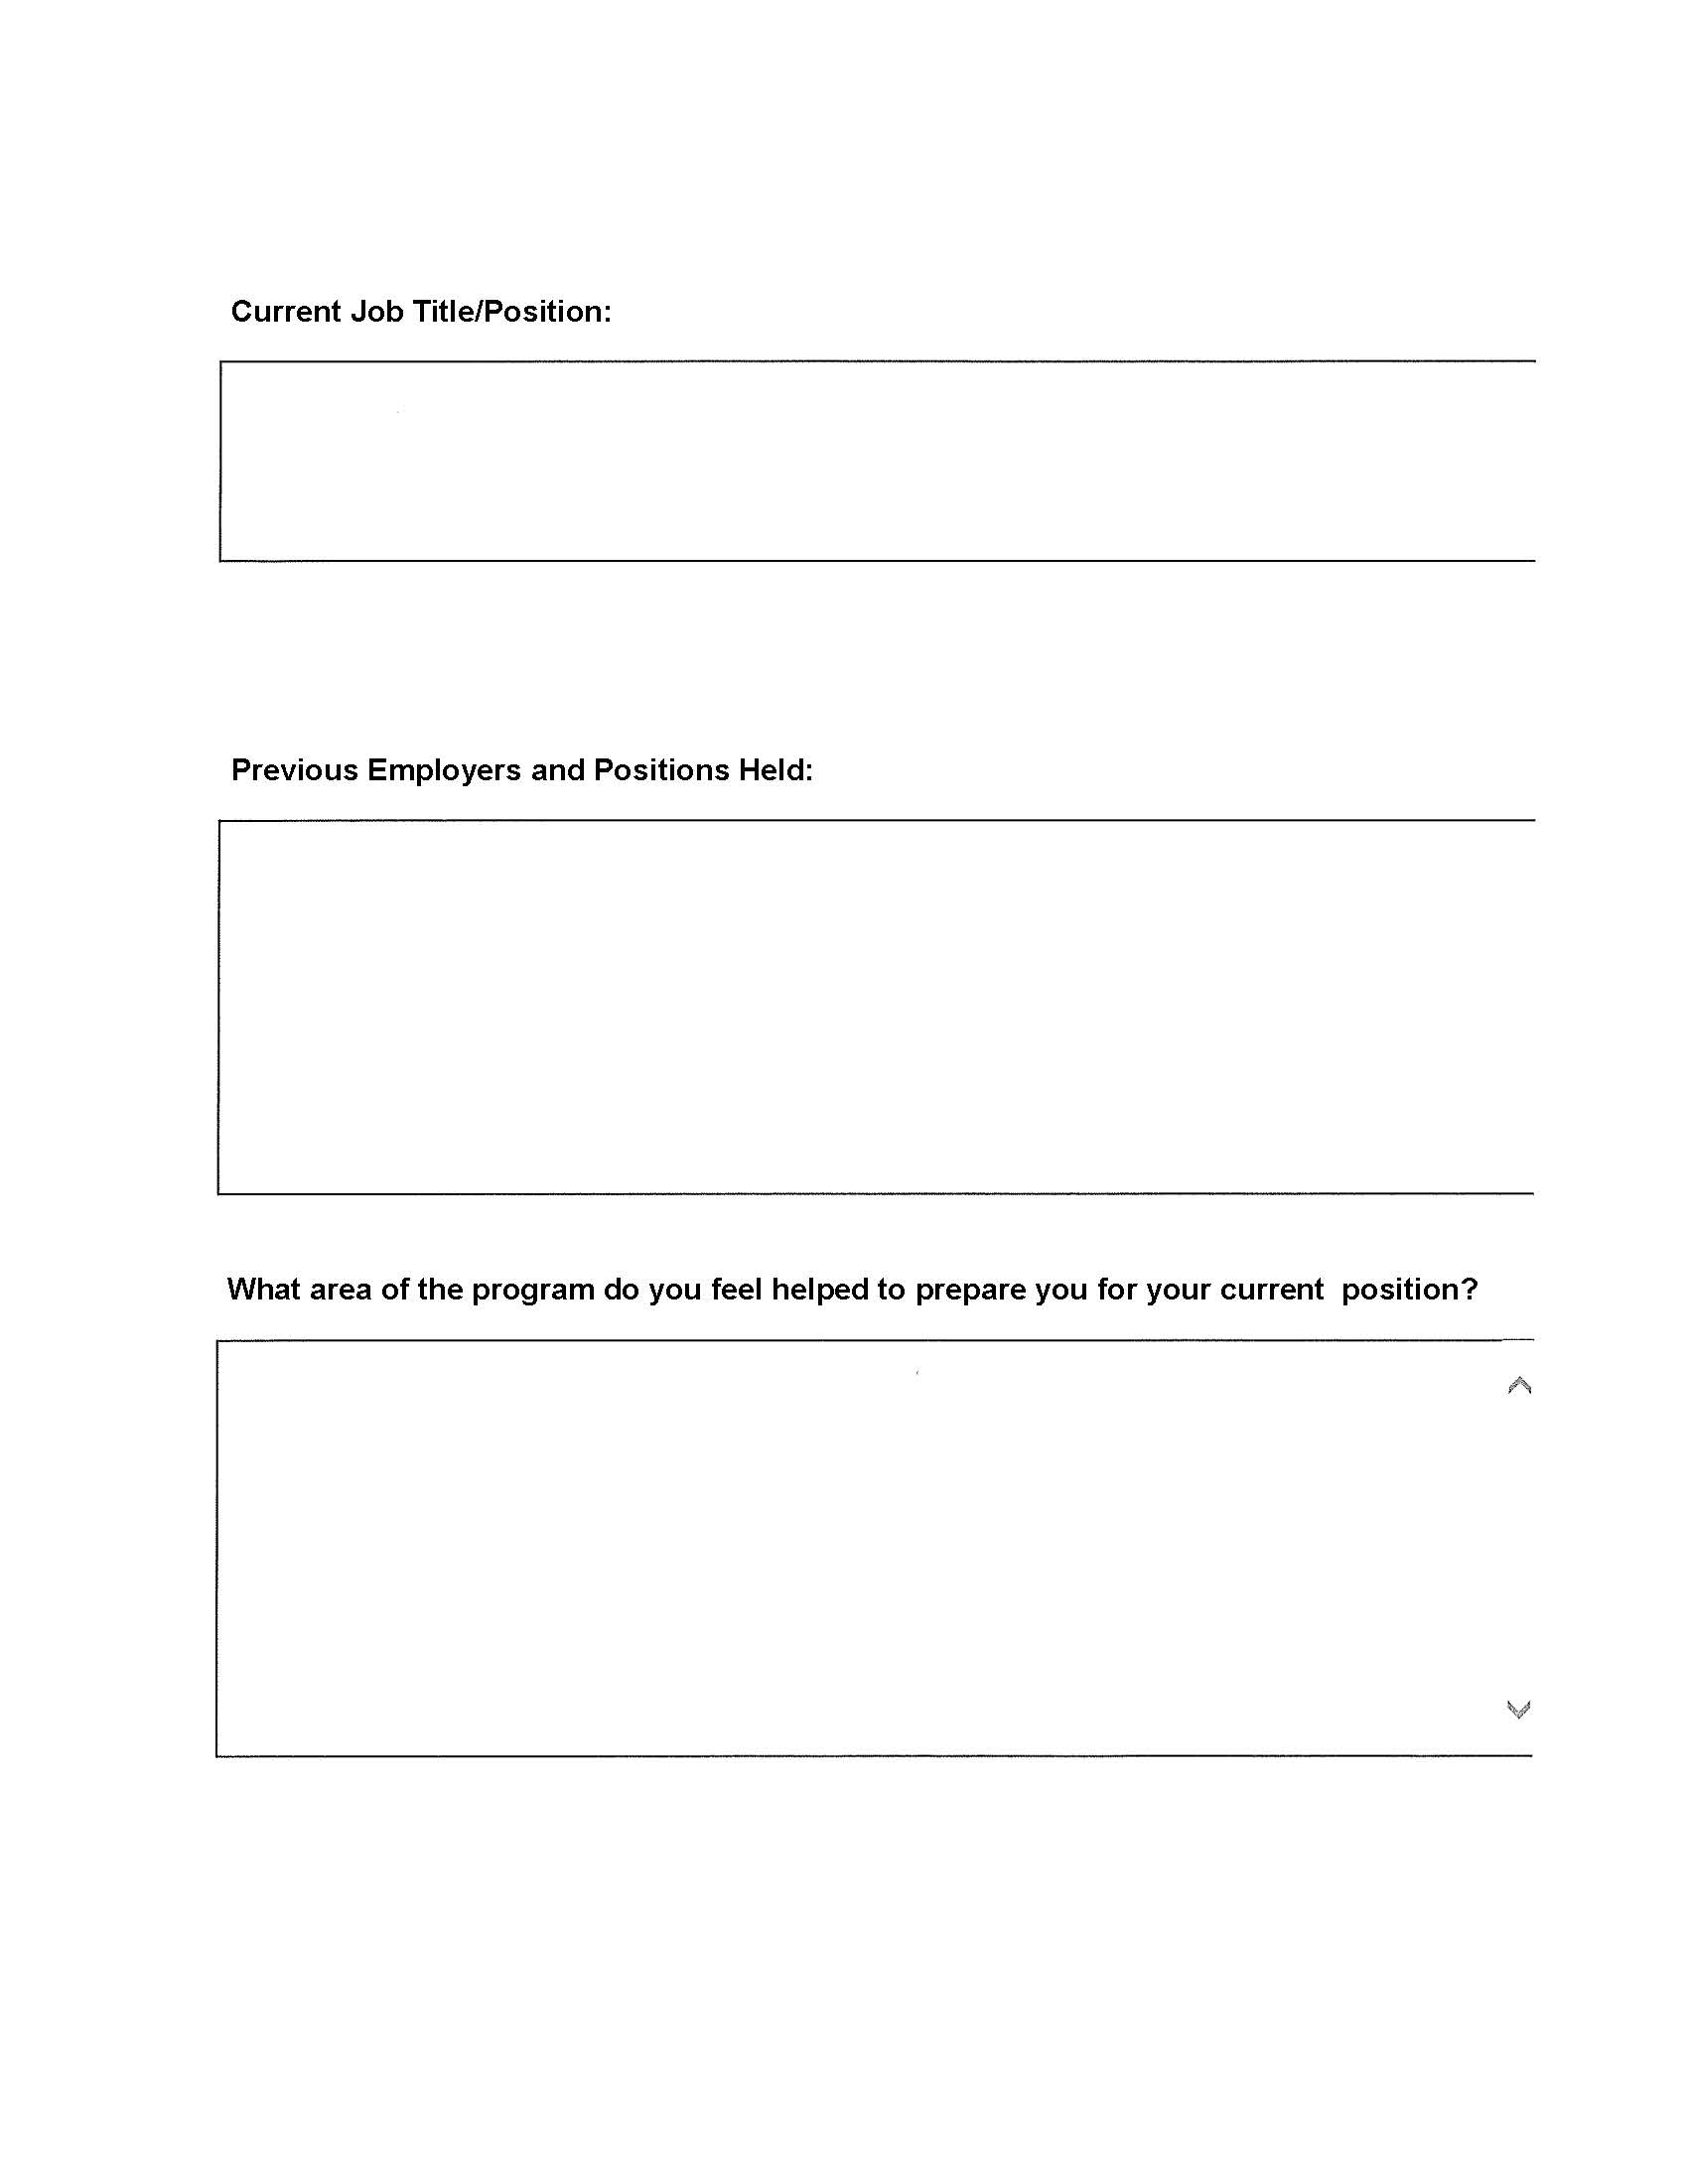 Current Job Title/Position:
Previous Employers and Positions Held:
What area of the program do you feel helped to prepare you for your current  position?